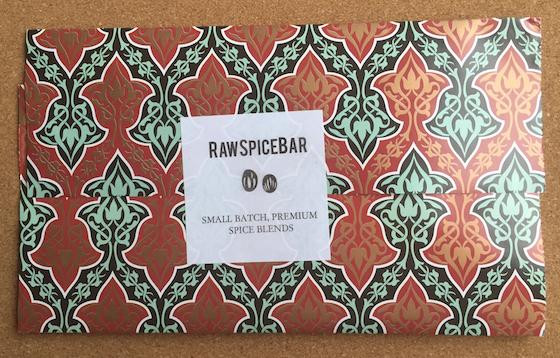 RAWSPICEBAR
SMALL BATCH, PREMIUM
SPICE BLENDS